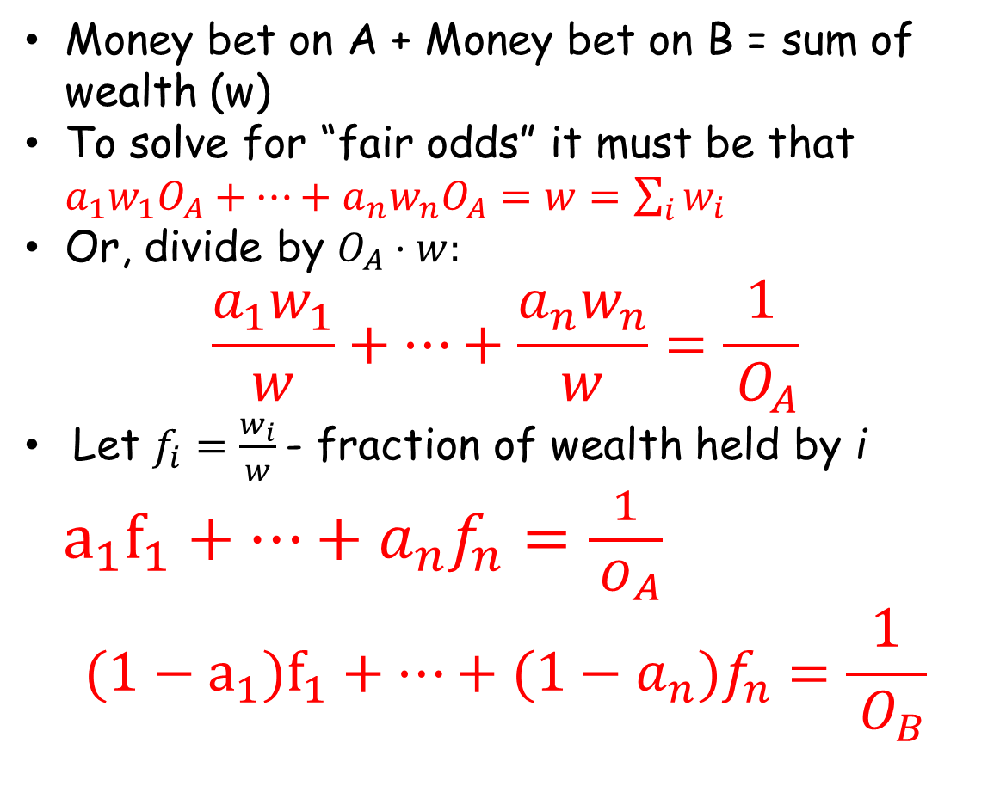 • Money bet on A + Money bet on B = sum of
wealth (w)
• To solve for “fair odds” it must be that
a₁w₁O_A + ⋯ + aₙwₙO_A = w = ∑ᵢ wᵢ
• Or, divide by O_A · w:
a₁w₁/w + ⋯ + aₙwₙ/w = 1/O_A
• Let fᵢ = wᵢ/w - fraction of wealth held by i
a₁f₁ + ⋯ + aₙfₙ = 1/O_A
(1 − a₁)f₁ + ⋯ + (1 − aₙ)fₙ = 1/O_B